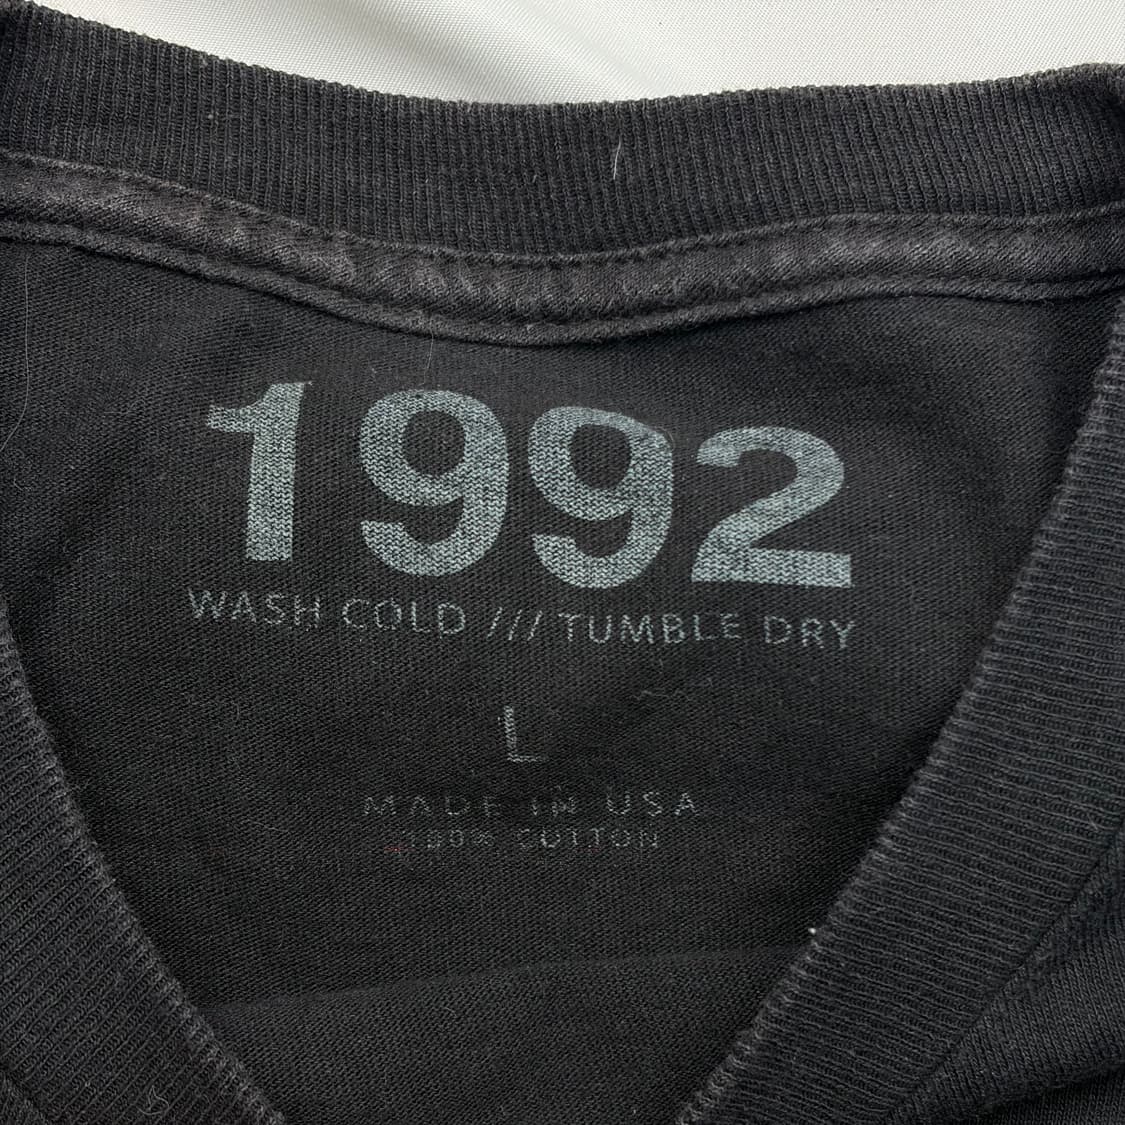 1992
WASH COLD /// TUMBLE DRY
L
MADE IN USA
100% COTTON